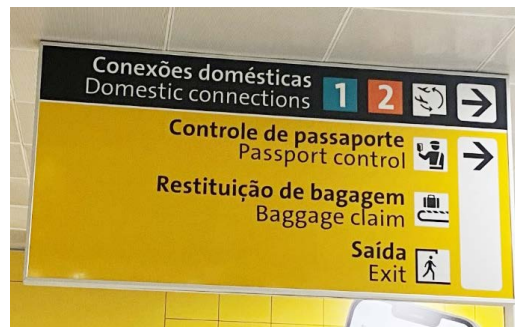 Conexões domésticas
Domestic connections 1 2
Controle de passaporte
Passport control
Restituição de bagagem
Baggage claim
Saída
Exit